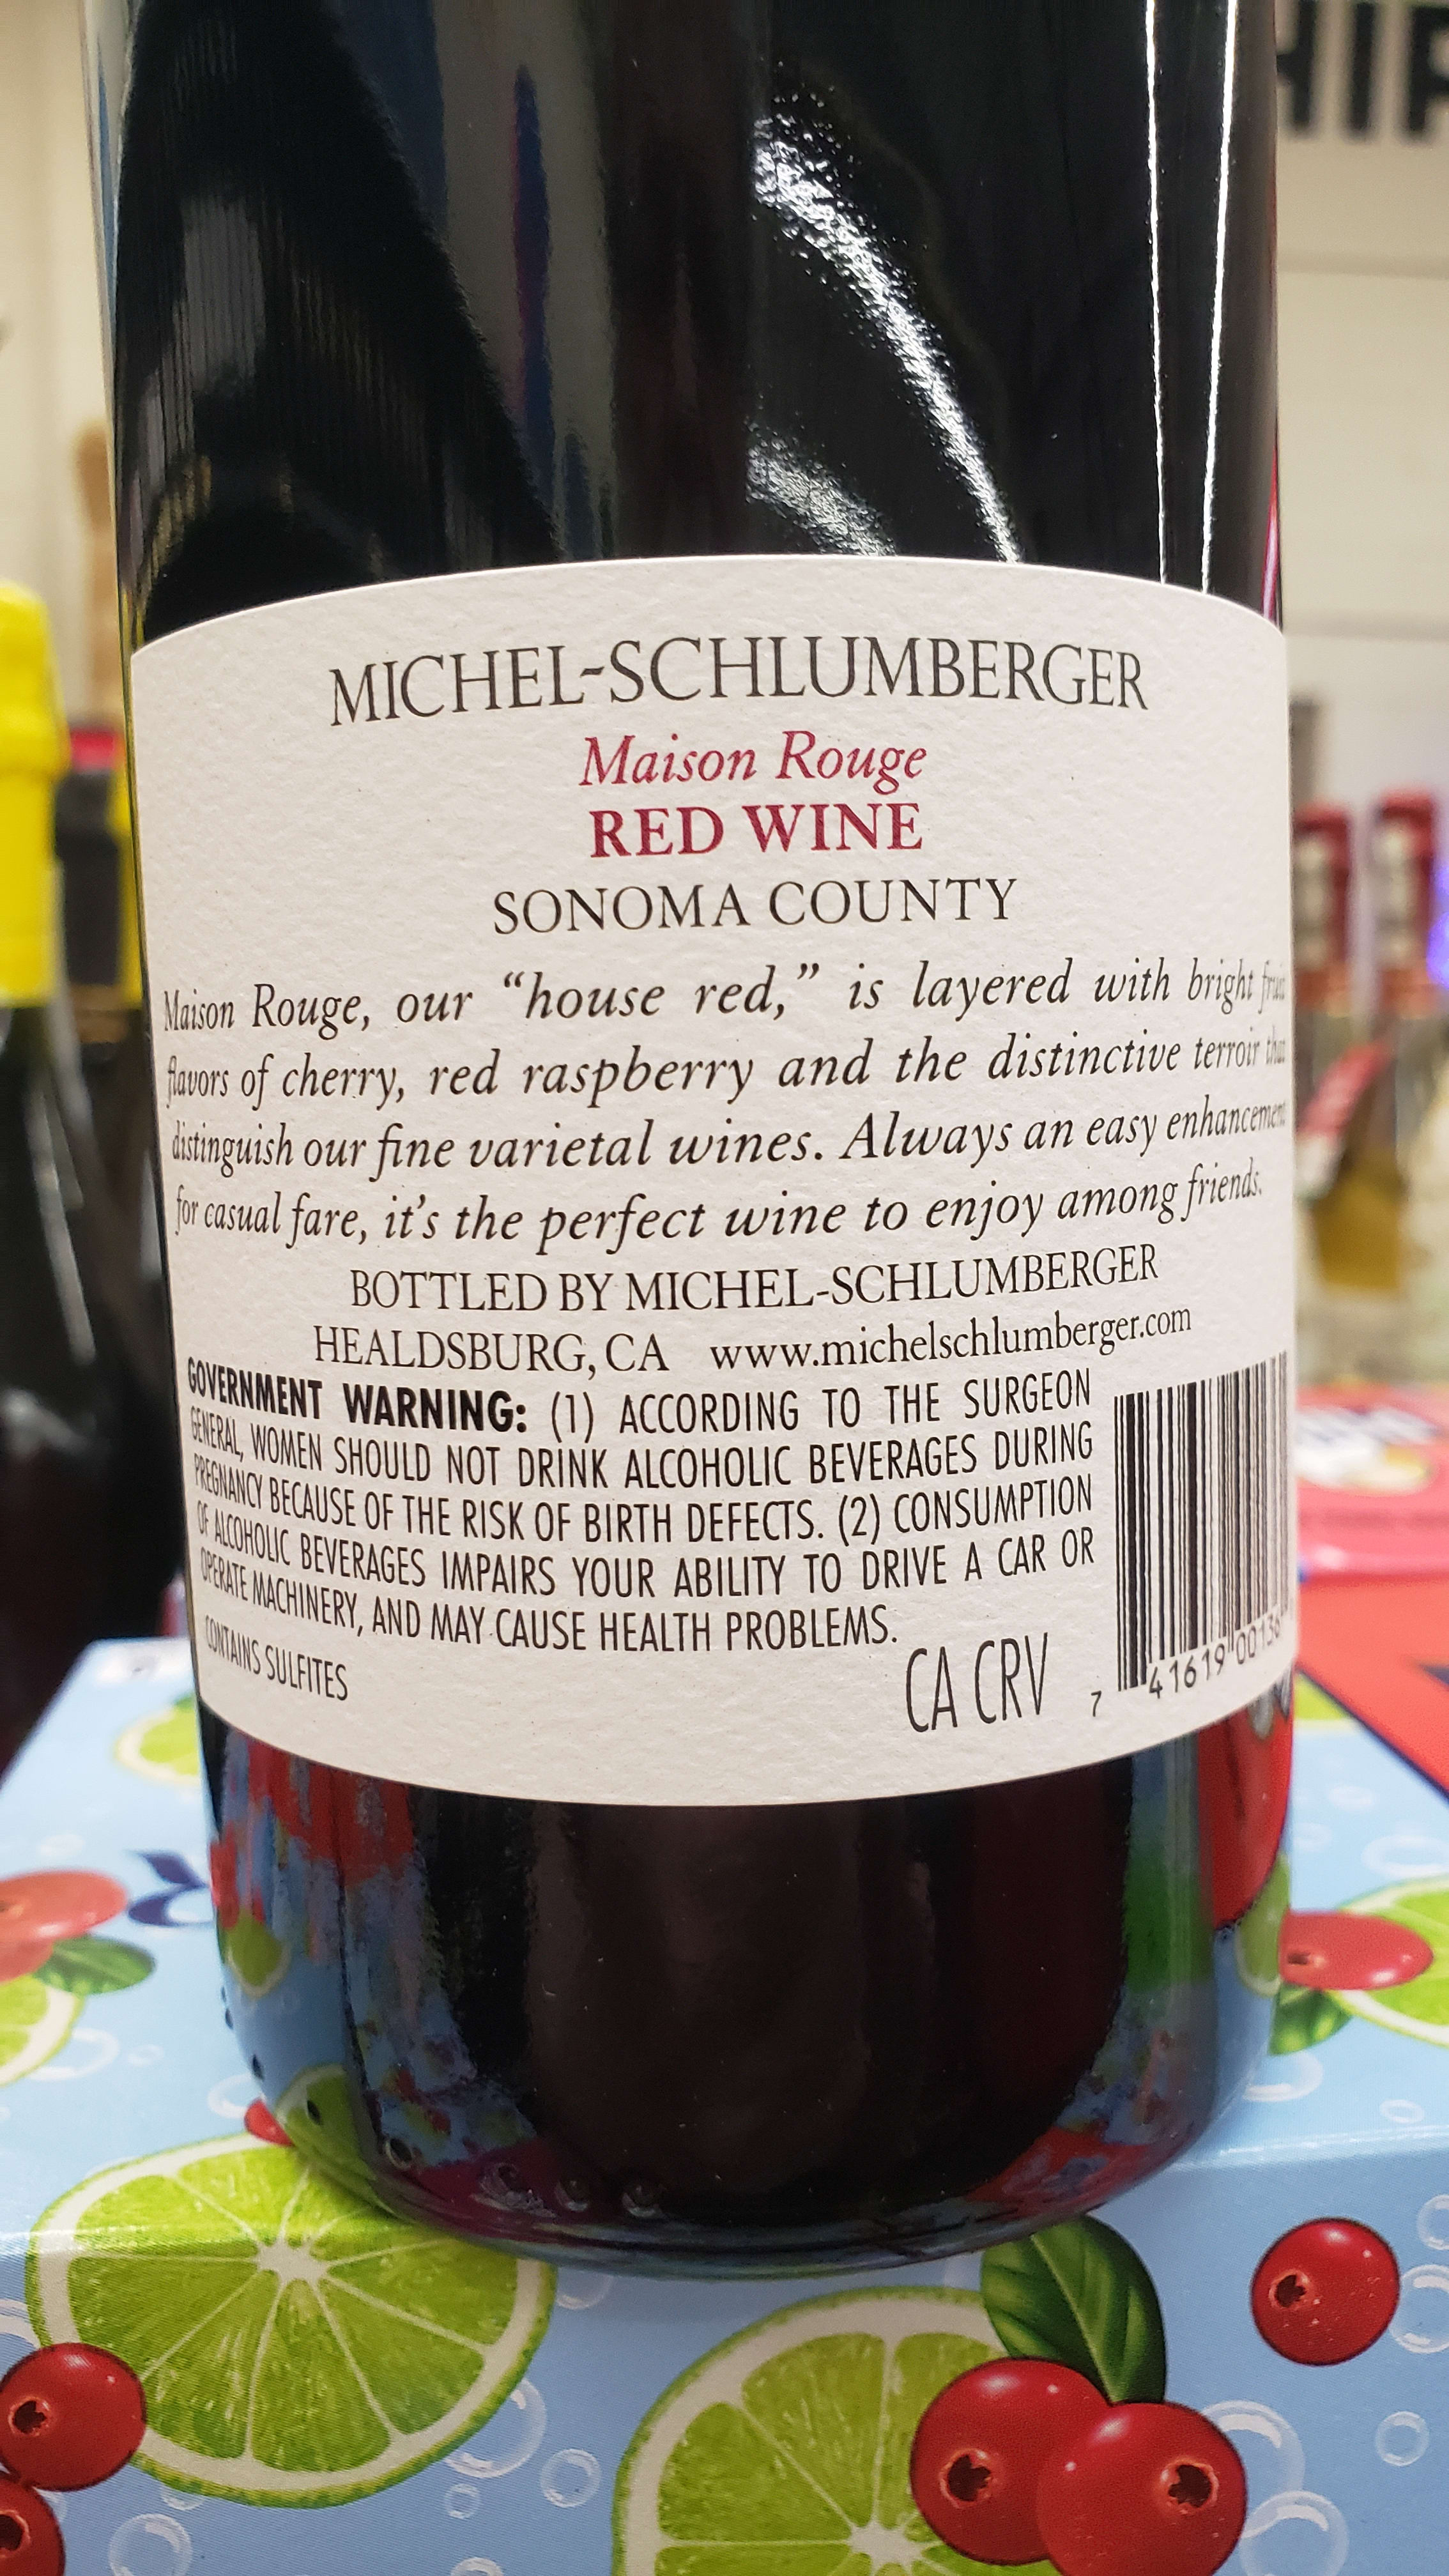 HIP
MICHEL-SCHLUMBERGER
Maison Rouge
RED WINE
SONOMA COUNTY
Maison Rouge, our “house red,” is layered with bright fruit
flavors of cherry, red raspberry and the distinctive terroir that
distinguish our fine varietal wines. Always an easy enhancement
for casual fare, it’s the perfect wine to enjoy among friends.
BOTTLED BY MICHEL-SCHLUMBERGER
HEALDSBURG, CA www.michelschlumberger.com
GOVERNMENT WARNING: (1) ACCORDING TO THE SURGEON
GENERAL, WOMEN SHOULD NOT DRINK ALCOHOLIC BEVERAGES DURING
PREGNANCY BECAUSE OF THE RISK OF BIRTH DEFECTS. (2) CONSUMPTION
OF ALCOHOLIC BEVERAGES IMPAIRS YOUR ABILITY TO DRIVE A CAR OR
OPERATE MACHINERY, AND MAY CAUSE HEALTH PROBLEMS.
CONTAINS SULFITES
CA CRV
7 41619 00136